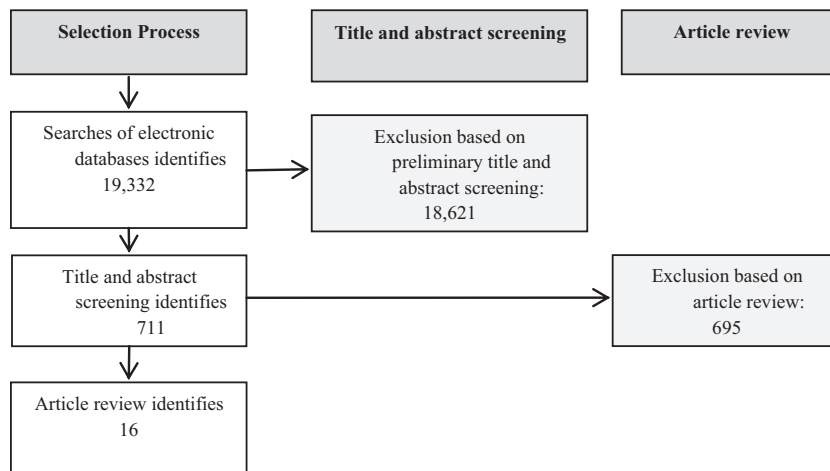 Selection Process
Title and abstract screening
Article review
Searches of electronic
databases identifies
19,332
Exclusion based on
preliminary title and
abstract screening:
18,621
Title and abstract
screening identifies
711
Exclusion based on
article review:
695
Article review identifies
16